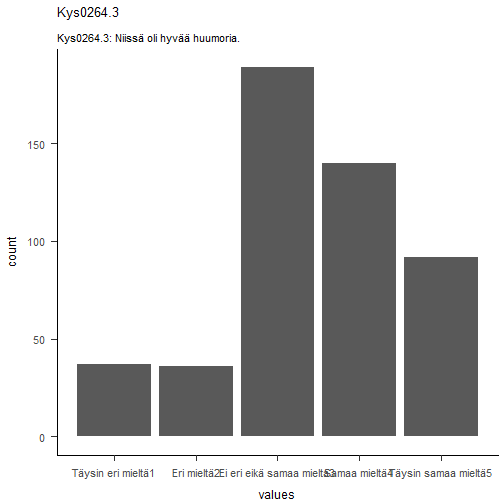 Kys0264.3
Kys0264.3: Niissä oli hyvää huumoria.
count
150
100
50
0
Täysin eri mieltä1 Eri mieltä2 Ei eri eikä samaa mieltä3 Samaa mieltä4 Täysin samaa mieltä5
values